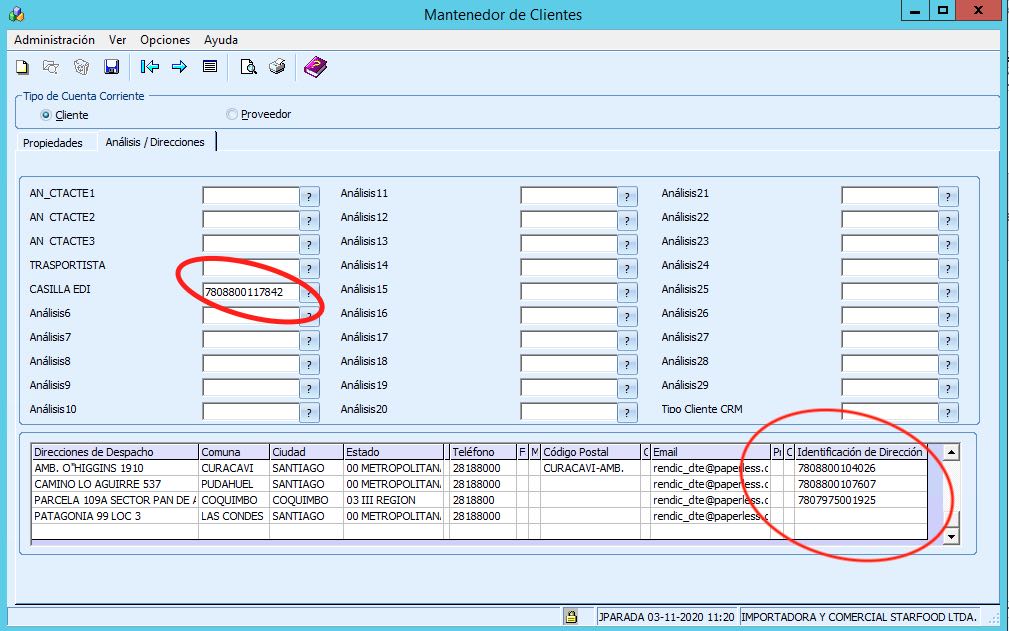 Mantenedor de Clientes
Administración Ver Opciones Ayuda
Tipo de Cuenta Corriente
Cliente Proveedor
Propiedades Análisis / Direcciones
AN_CTACTE1 ? Análisis11 ? Análisis21 ?
AN CTACTE2 ? Análisis12 ? Análisis22 ?
AN CTACTE3 ? Análisis13 ? Análisis23 ?
TRASPORTISTA ? Análisis14 ? Análisis24 ?
CASILLA EDI 7808800117842 ? Análisis15 ? Análisis25 ?
Análisis6 ? Análisis16 ? Análisis26 ?
Análisis7 ? Análisis17 ? Análisis27 ?
Análisis8 ? Análisis18 ? Análisis28 ?
Análisis9 ? Análisis19 ? Análisis29 ?
Análisis10 ? Análisis20 ? Tipo Cliente CRM ?
Direcciones de Despacho Comuna Ciudad Estado Teléfono F M Código Postal C Email Pr C Identificación de Dirección
AMB. O"HIGGINS 1910 CURACAVI SANTIAGO 00 METROPOLITAN 28188000 CURACAVI-AMB. rendic_dte@paperless.c 7808800104026
CAMINO LO AGUIRRE 537 PUDAHUEL SANTIAGO 00 METROPOLITAN 28188000 rendic_dte@paperless.c 7808800107607
PARCELA 109A SECTOR PAN DE A COQUIMBO COQUIMBO 03 III REGION 28188000 rendic_dte@paperless.c 7807975001925
PATAGONIA 99 LOC 3 LAS CONDES SANTIAGO 00 METROPOLITAN 28188000 rendic_dte@paperless.c
JPARADA 03-11-2020 11:20 IMPORTADORA Y COMERCIAL STARFOOD LTDA.